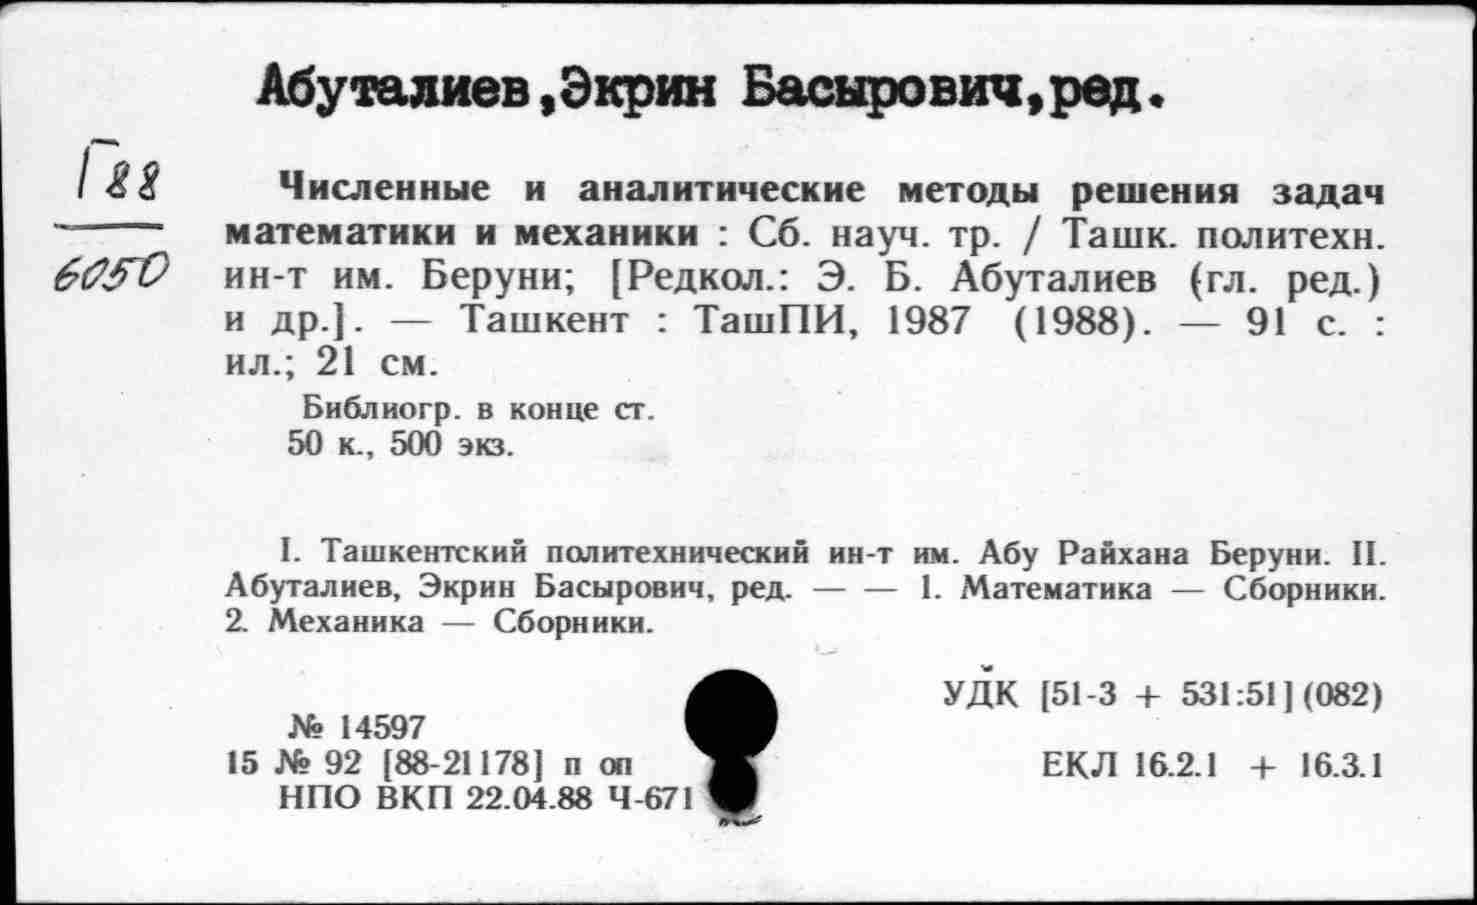 Абуталиев,Экрин Басырович,ред.
Г88
6050
Численные и аналитические методы решения задач
математики и механики : Сб. науч. тр. / Ташк. политехн.
ин-т им. Беруни; [Редкол.: Э. Б. Абуталиев (гл. ред.)
и др.]. — Ташкент : ТашПИ, 1987 (1988). — 91 с. :
ил.; 21 см.
Библиогр. в конце ст.
50 к., 500 экз.
I. Ташкентский политехнический ин-т им. Абу Райхана Беруни. II.
Абуталиев, Экрин Басырович, ред. — — 1. Математика — Сборники.
2. Механика — Сборники.
УДК [51-3 + 531:51] (082)
№ 14597
15 № 92 [88-21178] п оп
ЕКЛ 16.2.1 + 16.3.1
НПО ВКП 22.04.88 Ч-671